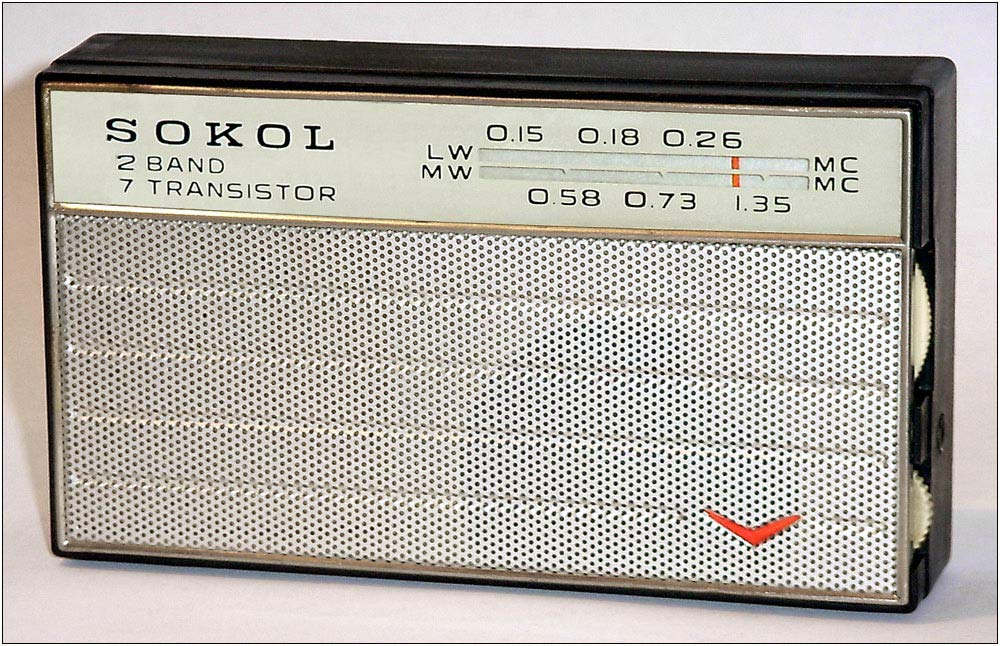 SOKOL
2 BAND
7 TRANSISTOR
0.15 0.18 0.26
LW MC
MW MC
0.58 0.73 1.35